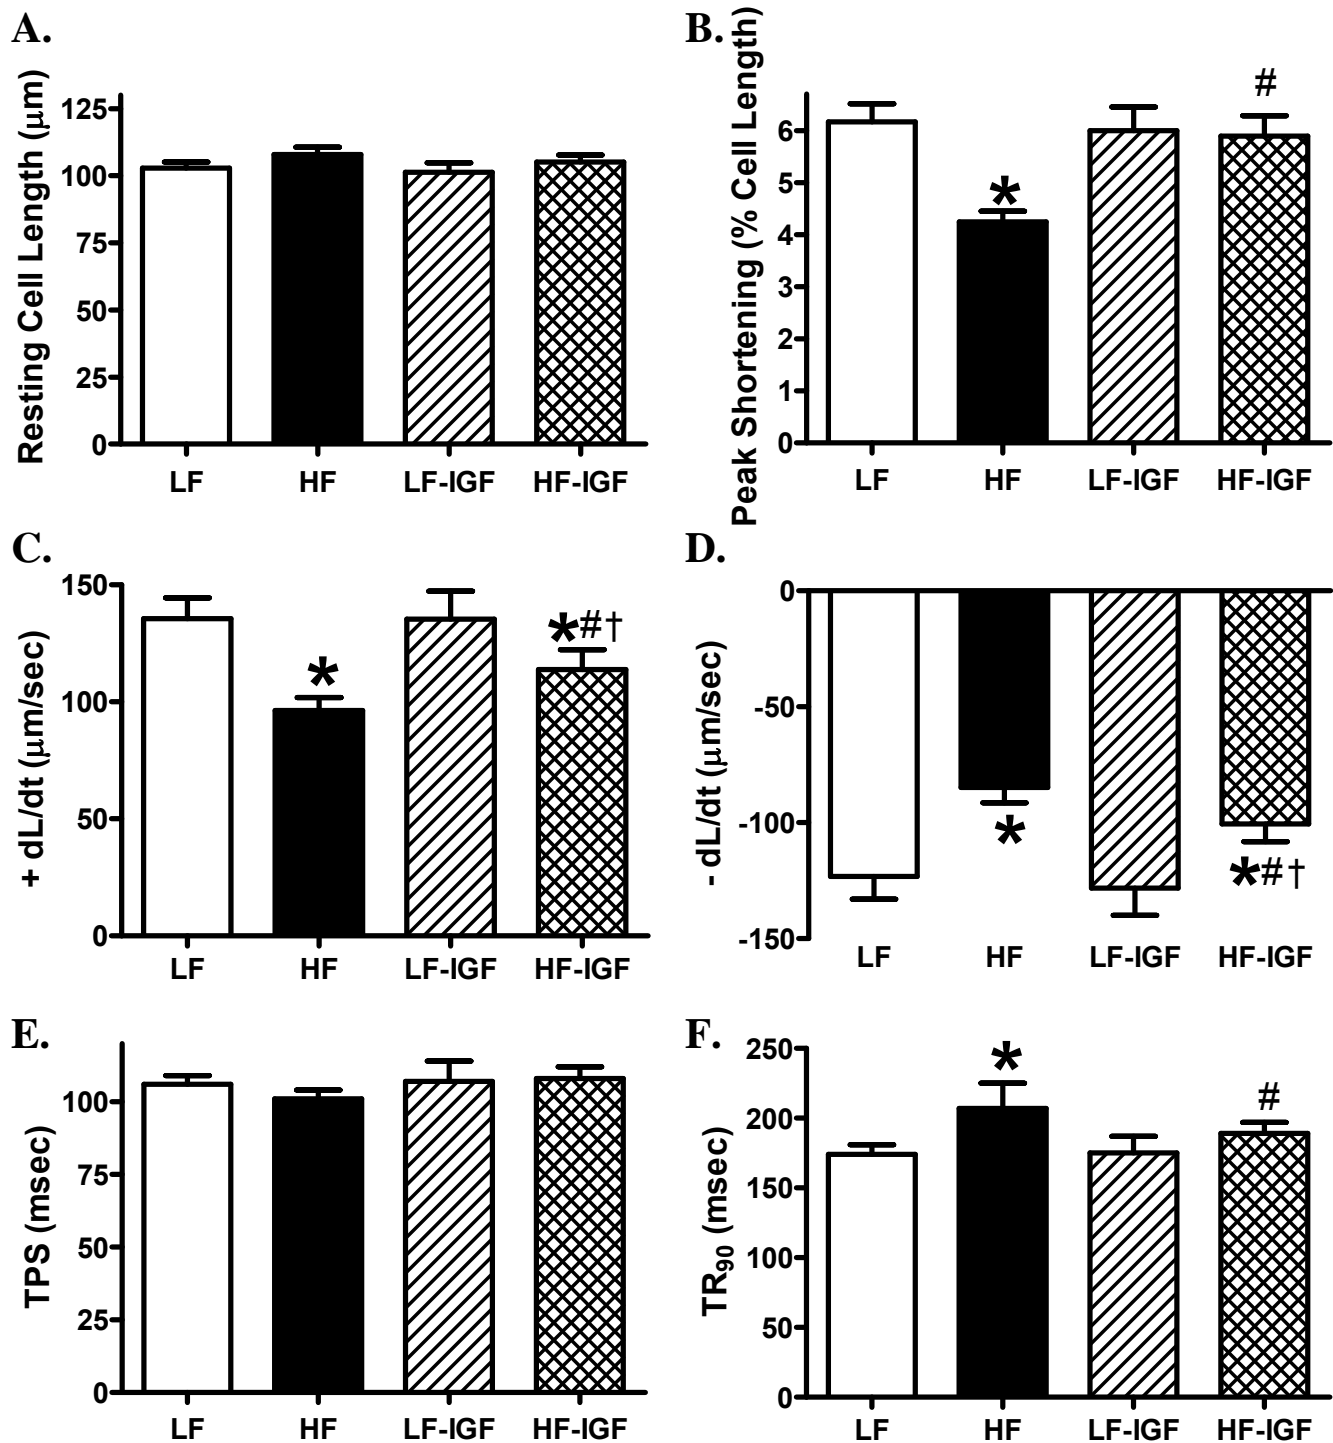 A.
Resting Cell Length (μm)
125
100
75
50
25
0
LF HF LF-IGF HF-IGF
B.
Peak Shortening (% Cell Length)
6
5
4
3
2
1
0
*
#
LF HF LF-IGF HF-IGF
C.
+ dL/dt (μm/sec)
150
100
50
0
*
*#†
LF HF LF-IGF HF-IGF
D.
- dL/dt (μm/sec)
0
-50
-100
-150
*
*#†
LF HF LF-IGF HF-IGF
E.
TPS (msec)
100
75
50
25
0
LF HF LF-IGF HF-IGF
F.
TR₉₀ (msec)
250
200
150
100
50
0
*
#
LF HF LF-IGF HF-IGF